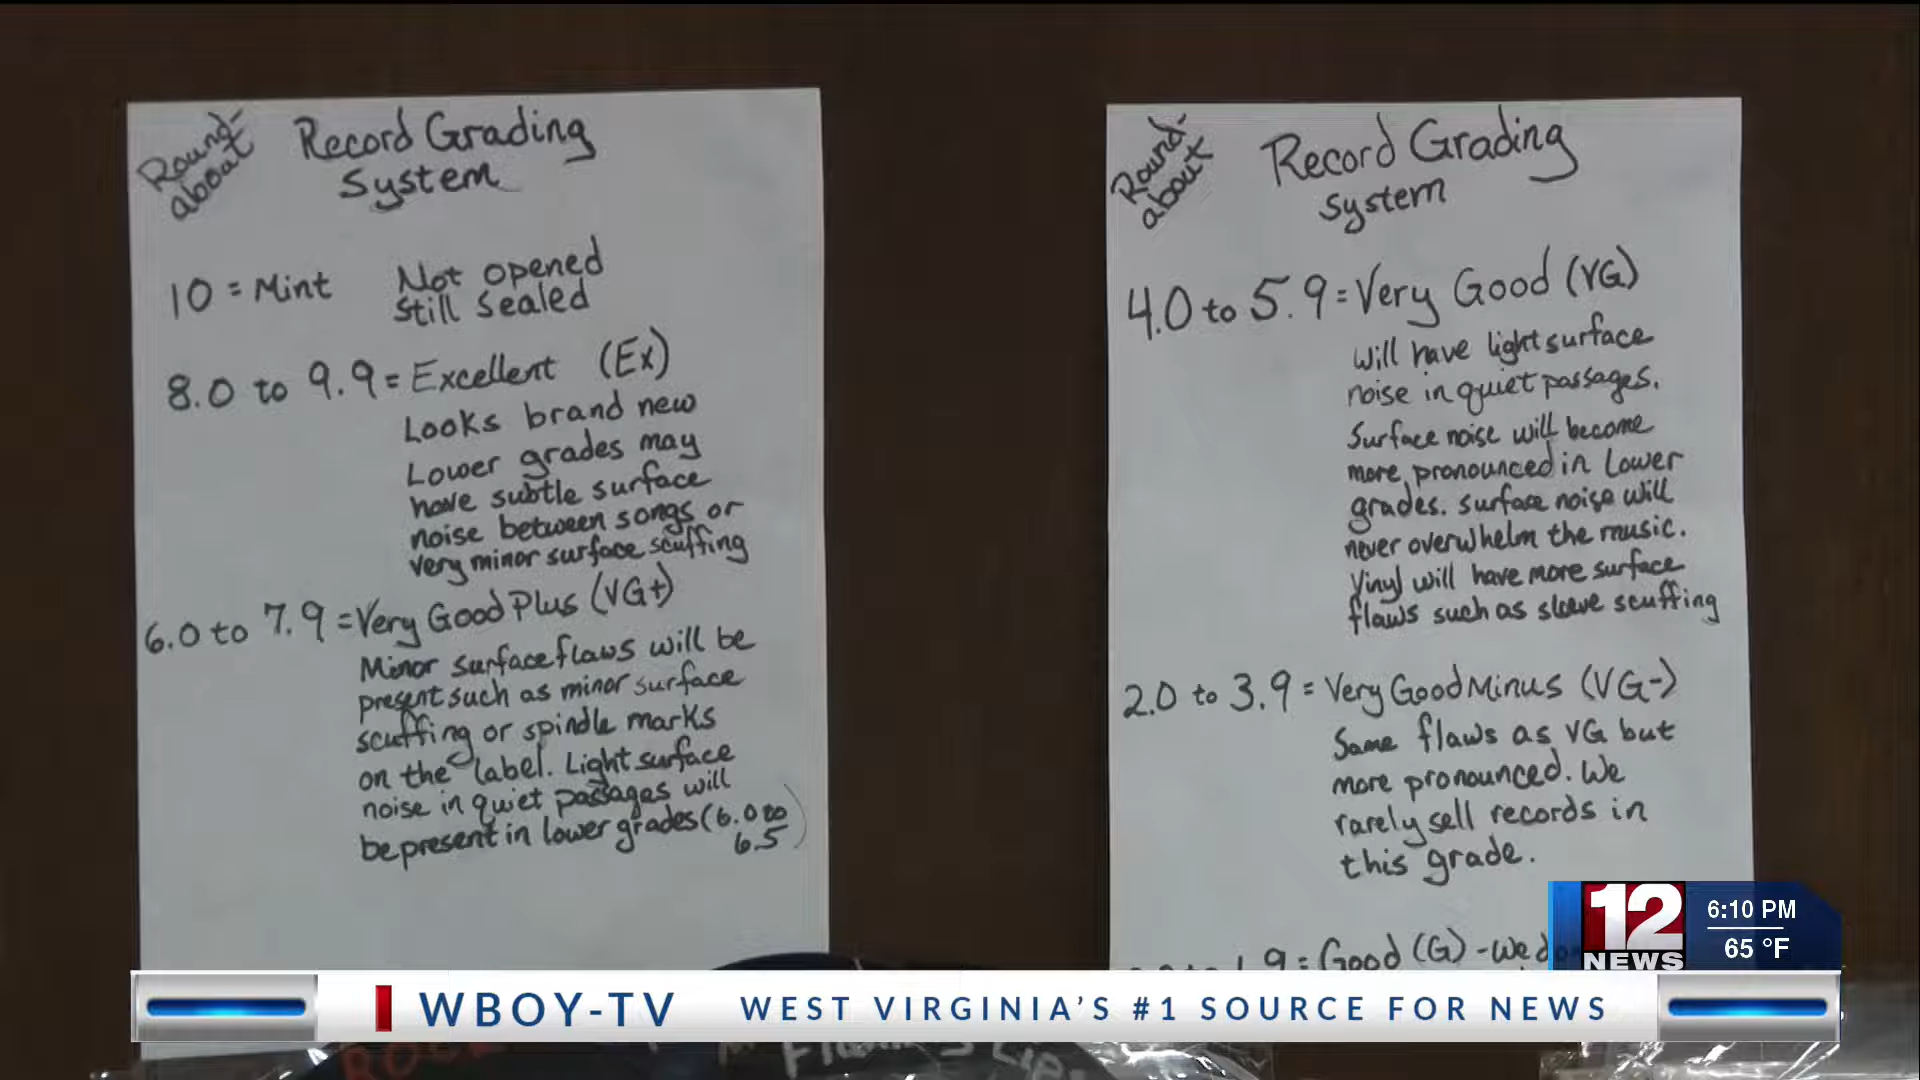 Round-
about
Record Grading
System
10 = Mint Not opened
Still Sealed
8.0 to 9.9 = Excellent (Ex)
Looks brand new
Lower grades may
have subtle surface
noise between songs or
very minor surface scuffing
6.0 to 7.9 = Very Good Plus (VG+)
Minor surface flaws will be
present such as minor surface
scuffing or spindle marks
on the label. Light surface
noise in quiet passages will
be present in lower grades (6.0 to
6.5)
Round-
about
Record Grading
System
4.0 to 5.9 = Very Good (VG)
Will have light surface
noise in quiet passages.
Surface noise will become
more pronounced in Lower
grades. Surface noise will
never overwhelm the music.
Vinyl will have more surface
flaws such as sleeve scuffing
2.0 to 3.9 = Very Good Minus (VG-)
Same flaws as VG but
more pronounced. We
rarely sell records in
this grade.
1.9 = Good (G) - We
12
NEWS
6:10 PM
65 °F
WBOY-TV WEST VIRGINIA'S #1 SOURCE FOR NEWS